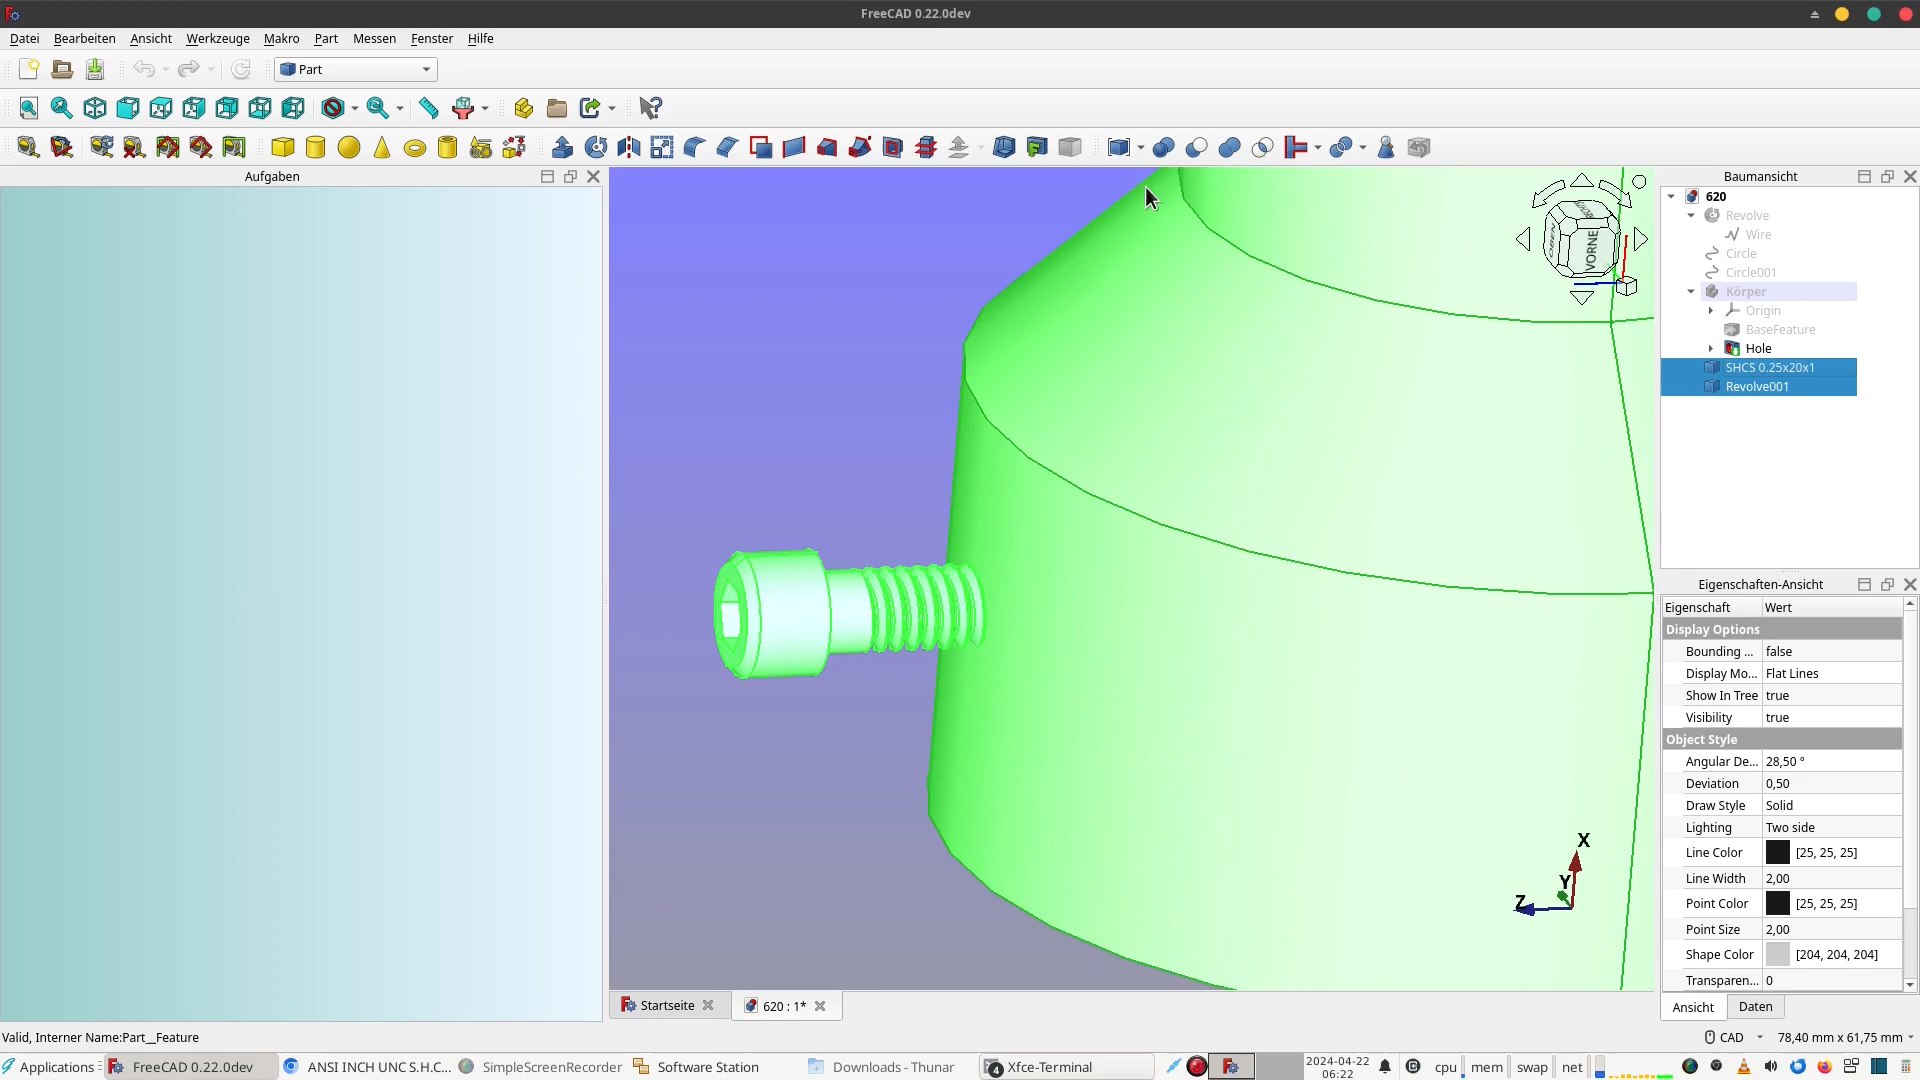 FreeCAD 0.22.0dev
Datei Bearbeiten Ansicht Werkzeuge Makro Part Messen Fenster Hilfe
Part
Aufgaben
Baumansicht
620
Revolve
Wire
Circle
Circle001
Körper
Origin
BaseFeature
Hole
SHCS 0.25x20x1
Revolve001
OBEN
VORNE
X
Y
Z
Eigenschaften-Ansicht
Eigenschaft Wert
Display Options
Bounding ... false
Display Mo... Flat Lines
Show In Tree true
Visibility true
Object Style
Angular De... 28,50 °
Deviation 0,50
Draw Style Solid
Lighting Two side
Line Color [25, 25, 25]
Line Width 2,00
Point Color [25, 25, 25]
Point Size 2,00
Shape Color [204, 204, 204]
Transparen... 0
Startseite 620 : 1*
Ansicht Daten
Valid, Interner Name:Part__Feature
CAD 78,40 mm x 61,75 mm
Applications FreeCAD 0.22.0dev ANSI INCH UNC S.H.C... SimpleScreenRecorder Software Station Downloads - Thunar 4 Xfce-Terminal
2024-04-22
06:22
cpu mem swap net